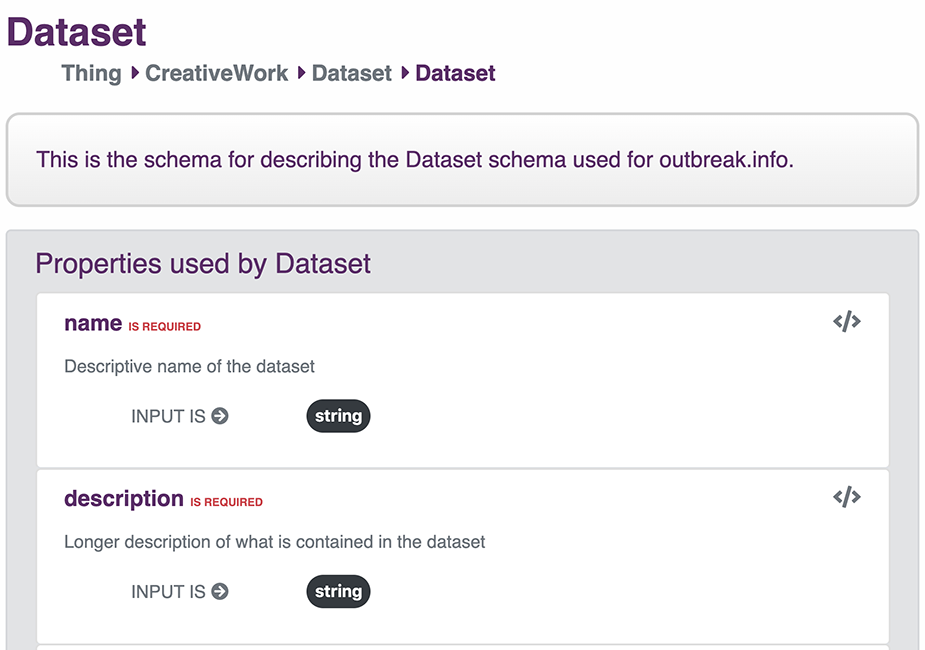 Dataset
Thing CreativeWork Dataset Dataset
This is the schema for describing the Dataset schema used for outbreak.info.
Properties used by Dataset
name IS REQUIRED </>
Descriptive name of the dataset
INPUT IS string
description IS REQUIRED </>
Longer description of what is contained in the dataset
INPUT IS string